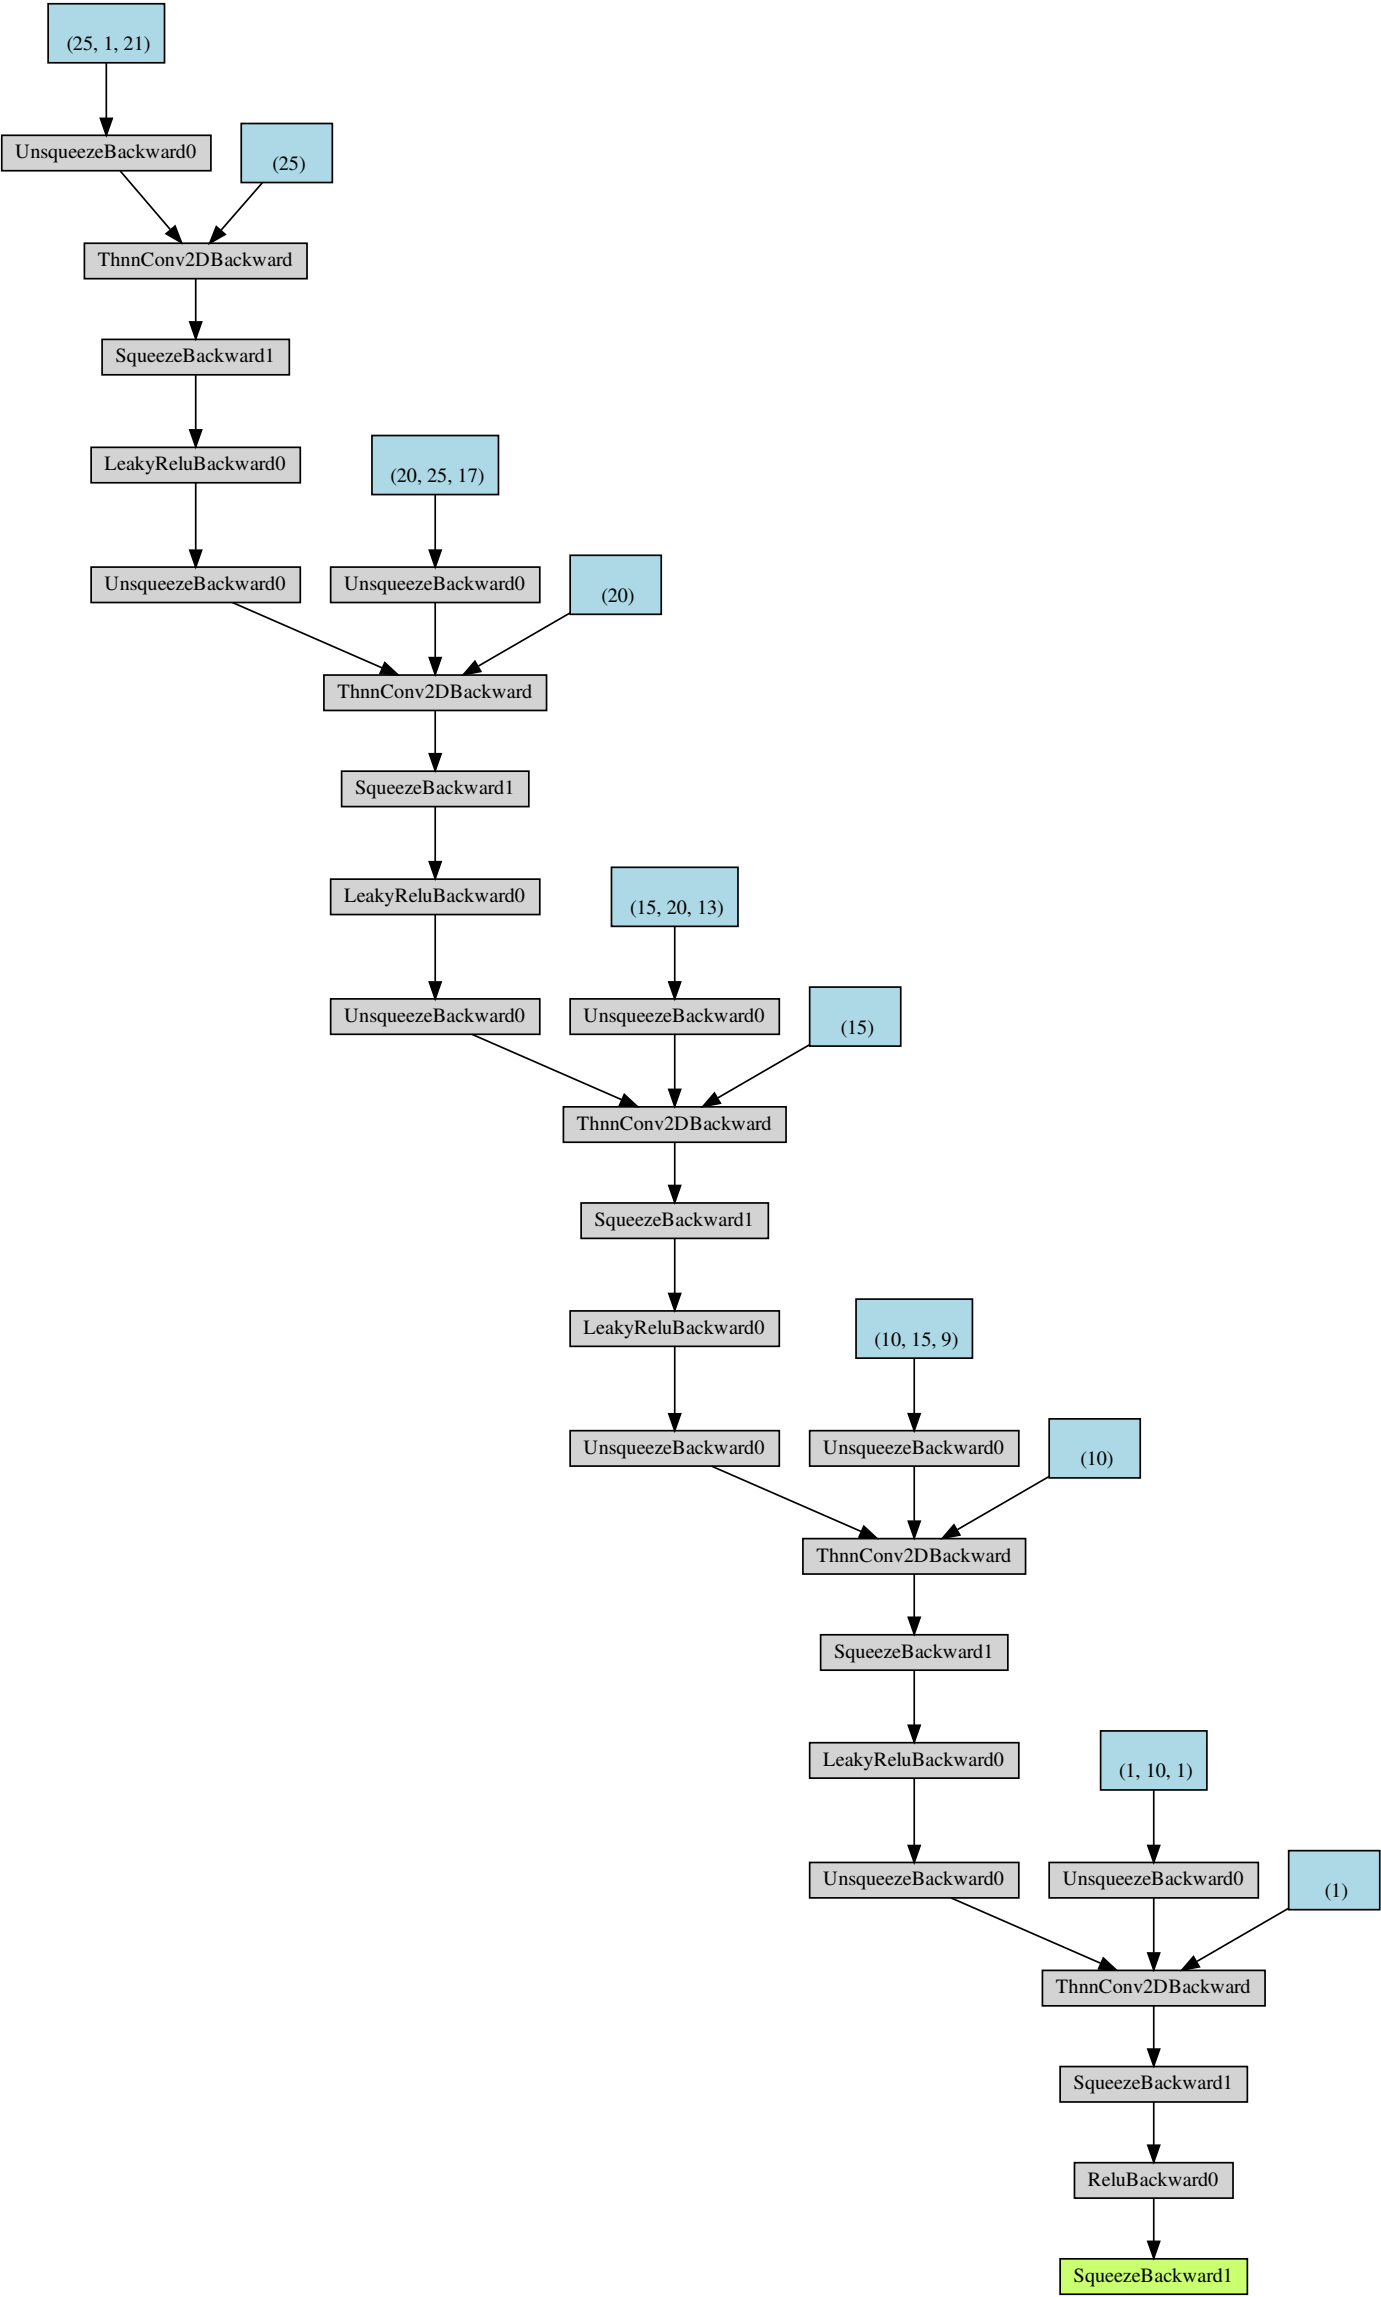 (25, 1, 21)
UnsqueezeBackward0
(25)
ThnnConv2DBackward
SqueezeBackward1
LeakyReluBackward0
(20, 25, 17)
UnsqueezeBackward0
UnsqueezeBackward0
(20)
ThnnConv2DBackward
SqueezeBackward1
LeakyReluBackward0
(15, 20, 13)
UnsqueezeBackward0
UnsqueezeBackward0
(15)
ThnnConv2DBackward
SqueezeBackward1
LeakyReluBackward0
(10, 15, 9)
UnsqueezeBackward0
UnsqueezeBackward0
(10)
ThnnConv2DBackward
SqueezeBackward1
LeakyReluBackward0
(1, 10, 1)
UnsqueezeBackward0
UnsqueezeBackward0
(1)
ThnnConv2DBackward
SqueezeBackward1
ReluBackward0
SqueezeBackward1